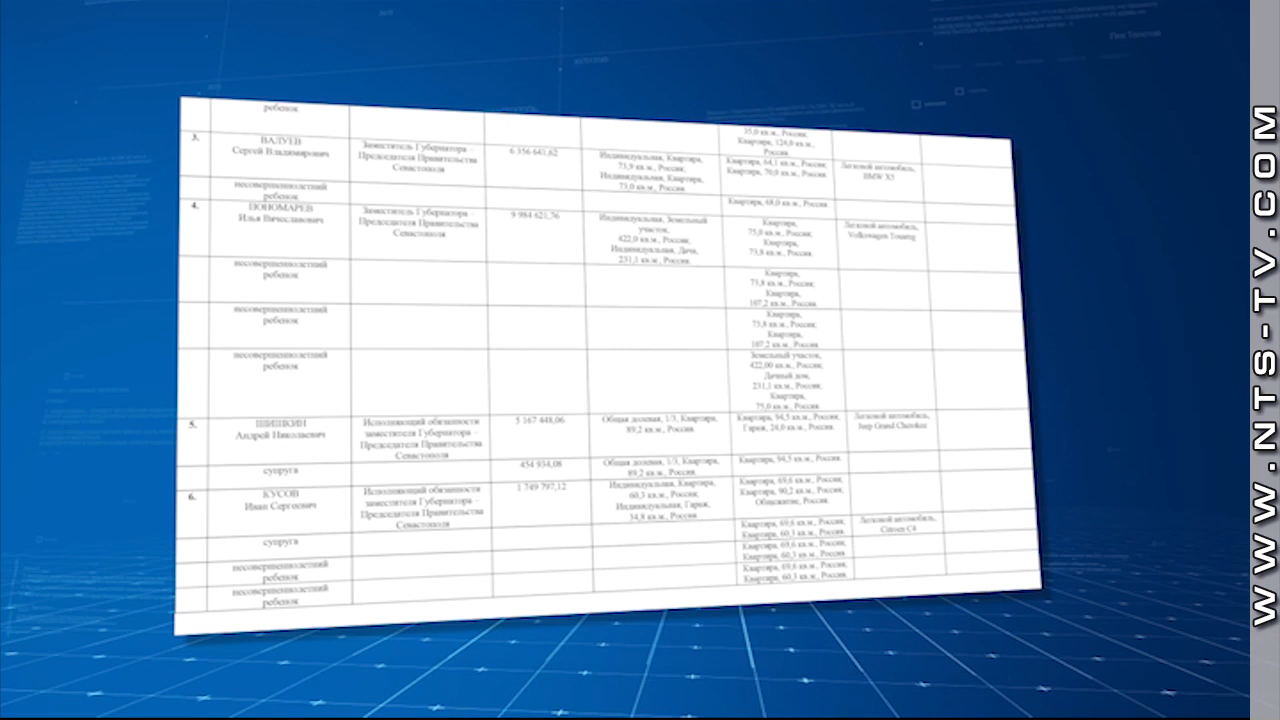 ребенок
35,0 кв.м., Россия;
Квартира, 124,0 кв.м.,
Россия
3.
ВАЛУЕВ
Сергей Владимирович
Заместитель Губернатора -
Председателя Правительства
Севастополя
6 356 641,62
Индивидуальная, Квартира,
73,9 кв.м., Россия;
Индивидуальная, Квартира,
73,0 кв.м., Россия
Квартира, 64,1 кв.м., Россия;
Квартира, 70,0 кв.м., Россия
Легковой автомобиль,
BMW X5
несовершеннолетний
ребенок
Квартира, 68,0 кв.м., Россия
4.
ПОНОМАРЕВ
Илья Вячеславович
Заместитель Губернатора -
Председателя Правительства
Севастополя
9 984 621,76
Индивидуальная, Земельный
участок,
422,0 кв.м., Россия;
Индивидуальная, Дача,
231,1 кв.м., Россия
Квартира,
75,0 кв.м., Россия;
Квартира,
73,8 кв.м., Россия
Легковой автомобиль,
Volkswagen Touareg
несовершеннолетний
ребенок
Квартира,
73,8 кв.м., Россия;
Квартира,
107,2 кв.м., Россия
несовершеннолетний
ребенок
Квартира,
73,8 кв.м., Россия;
Квартира,
107,2 кв.м., Россия
несовершеннолетний
ребенок
Земельный участок,
422,00 кв.м., Россия;
Дачный дом,
231,1 кв.м., Россия;
Квартира,
75,0 кв.м., Россия
5.
ШИШКИН
Андрей Николаевич
Исполняющий обязанности
заместителя Губернатора -
Председателя Правительства
Севастополя
5 167 448,06
Общая долевая, 1/3, Квартира,
89,2 кв.м., Россия
Квартира, 94,5 кв.м., Россия;
Гараж, 24,0 кв.м., Россия
Легковой автомобиль,
Jeep Grand Cherokee
супруга
454 934,08
Общая долевая, 1/3, Квартира,
89,2 кв.м., Россия
Квартира, 94,5 кв.м., Россия
6.
КУСОВ
Иван Сергеевич
Исполняющий обязанности
заместителя Губернатора -
Председателя Правительства
Севастополя
1 749 797,12
Индивидуальная, Квартира,
60,3 кв.м., Россия;
Индивидуальная, Гараж,
34,8 кв.м., Россия
Квартира, 69,6 кв.м., Россия;
Квартира, 90,2 кв.м., Россия;
Общежитие, Россия
супруга
Квартира, 69,6 кв.м., Россия;
Квартира, 60,3 кв.м., Россия
Легковой автомобиль,
Citroen C4
несовершеннолетний
ребенок
Квартира, 69,6 кв.м., Россия;
Квартира, 60,3 кв.м., Россия
несовершеннолетний
ребенок
Квартира, 69,6 кв.м., Россия;
Квартира, 60,3 кв.м., Россия
WWW.NTS-TV.COM